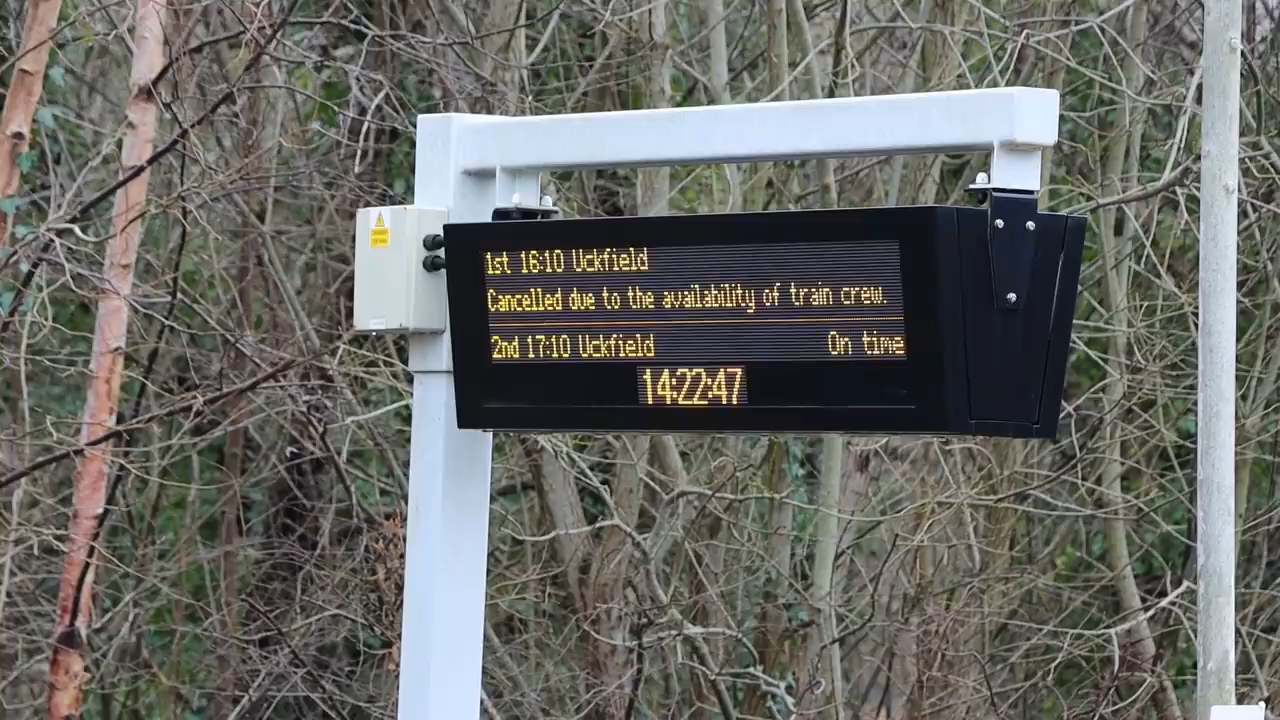 1st 16:10 Uckfield
Cancelled due to the availability of train crew.
2nd 17:10 Uckfield On time
14:22:47